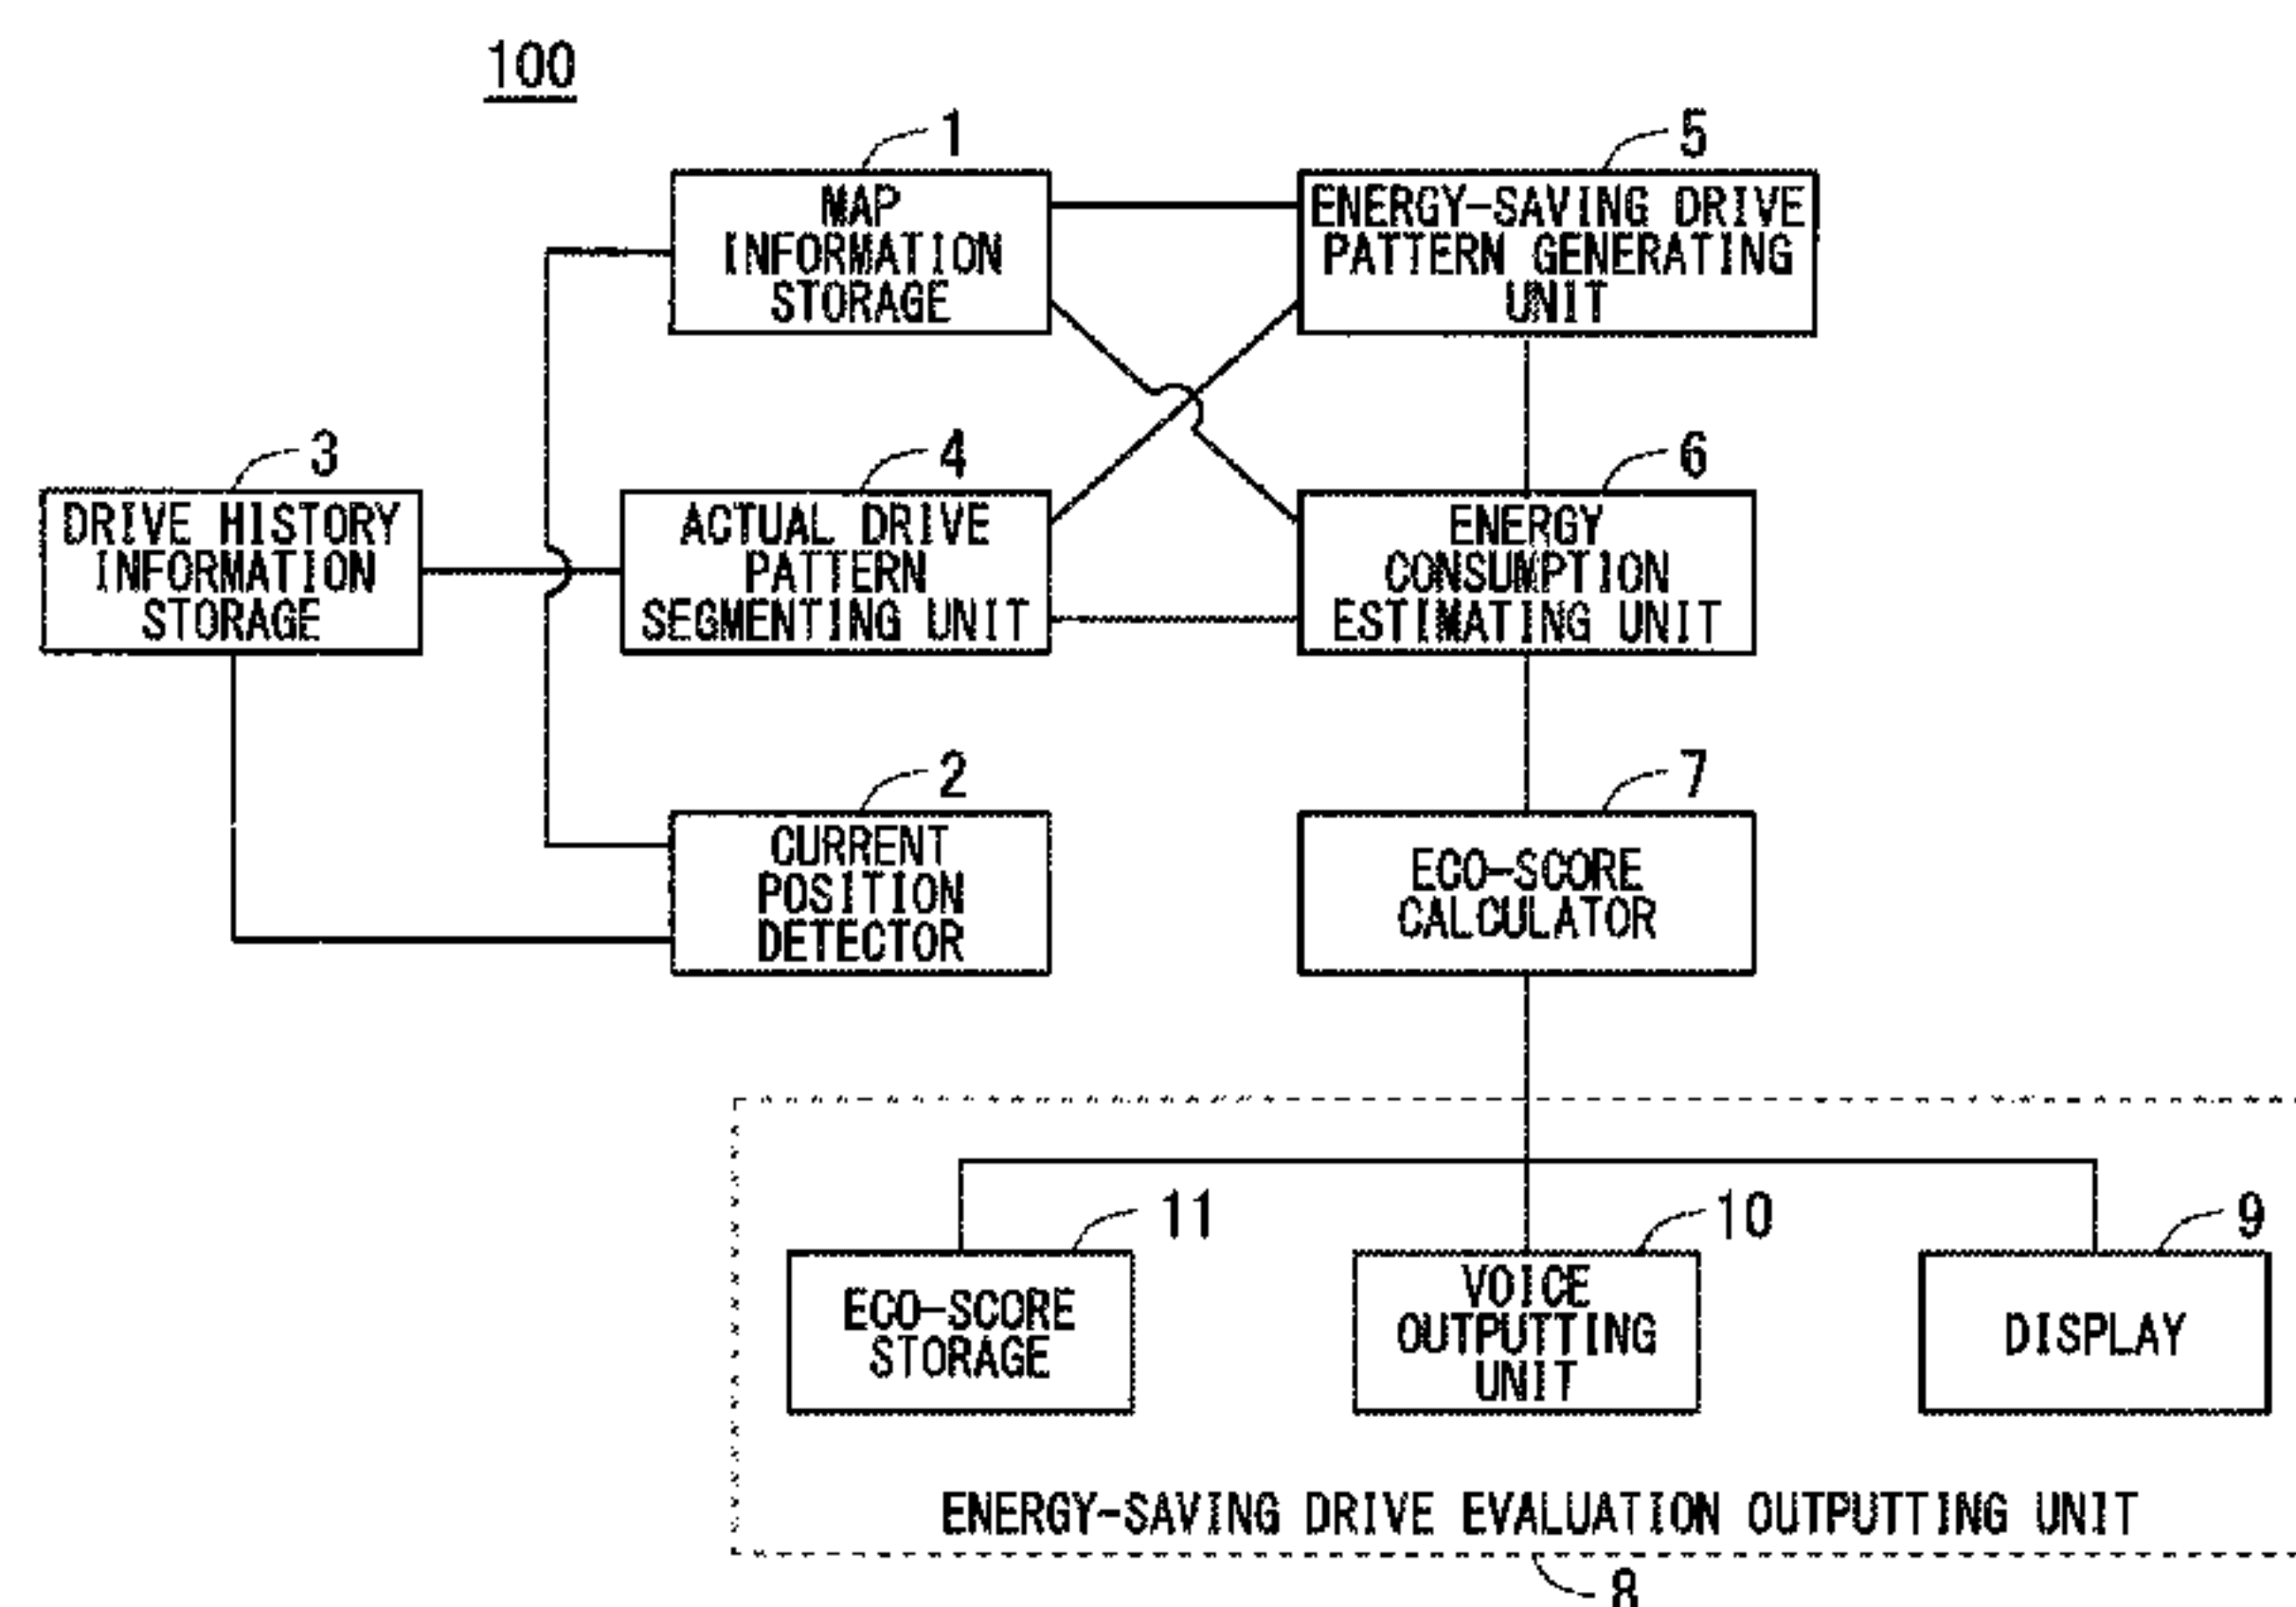 100
1
MAP
INFORMATION
STORAGE
5
ENERGY-SAVING DRIVE
PATTERN GENERATING
UNIT
3
DRIVE HISTORY
INFORMATION
STORAGE
4
ACTUAL DRIVE
PATTERN
SEGMENTING UNIT
6
ENERGY
CONSUMPTION
ESTIMATING UNIT
2
CURRENT
POSITION
DETECTOR
7
ECO-SCORE
CALCULATOR
11
ECO-SCORE
STORAGE
10
VOICE
OUTPUTTING
UNIT
9
DISPLAY
ENERGY-SAVING DRIVE EVALUATION OUTPUTTING UNIT
8